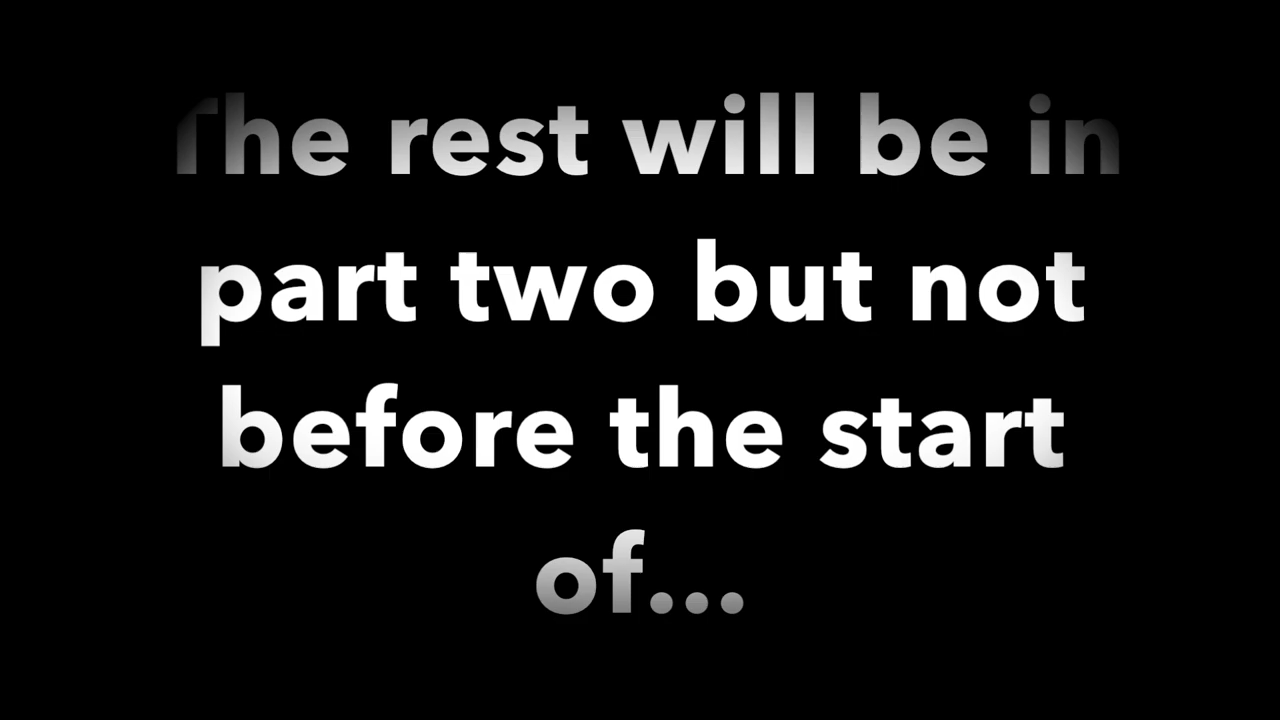 The rest will be in
part two but not
before the start
of...